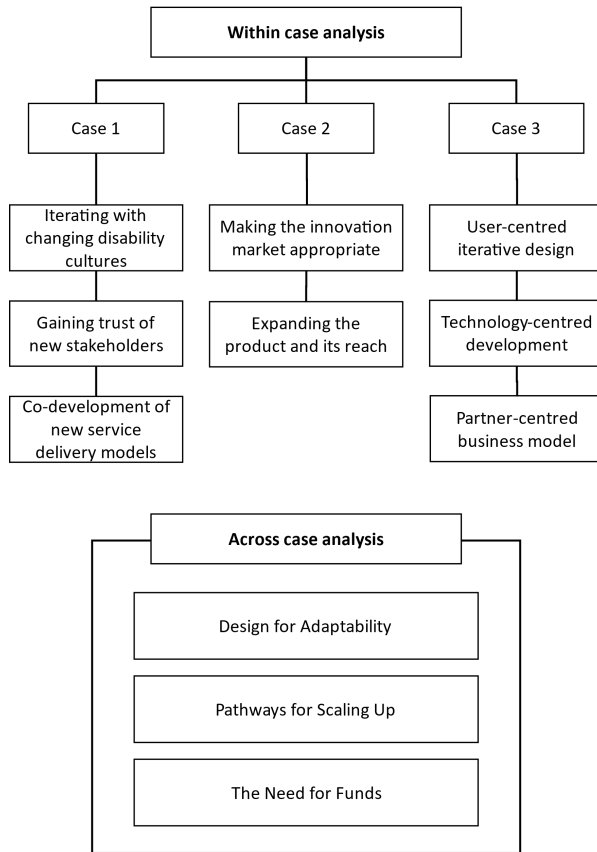 Within case analysis
Case 1
Case 2
Case 3
Iterating with
changing disability
cultures
Making the innovation
market appropriate
User-centred
iterative design
Gaining trust of
new stakeholders
Expanding the
product and its reach
Technology-centred
development
Co-development of
new service
delivery models
Partner-centred
business model
Across case analysis
Design for Adaptability
Pathways for Scaling Up
The Need for Funds